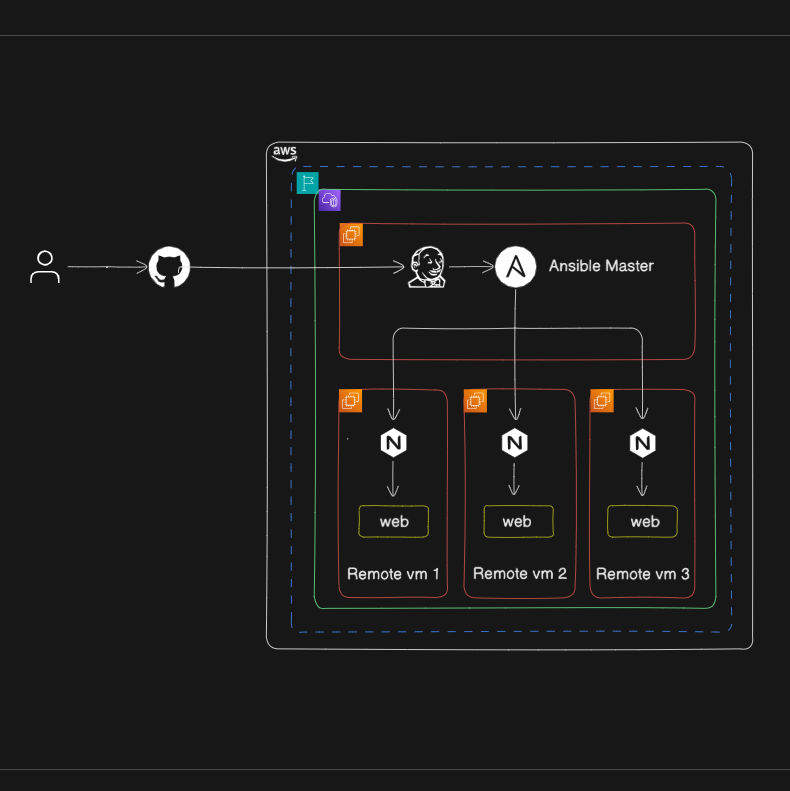 aws
Ansible Master
N
N
N
web
web
web
Remote vm 1
Remote vm 2
Remote vm 3